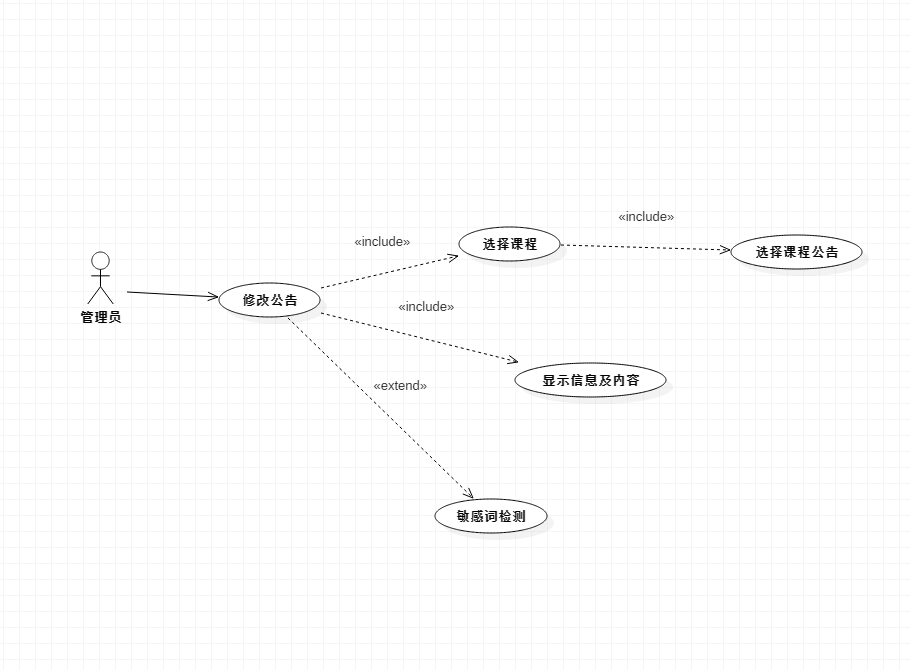 «include»
«include»
选择课程
选择课程公告
管理员
修改公告
«include»
显示信息及内容
«extend»
敏感词检测